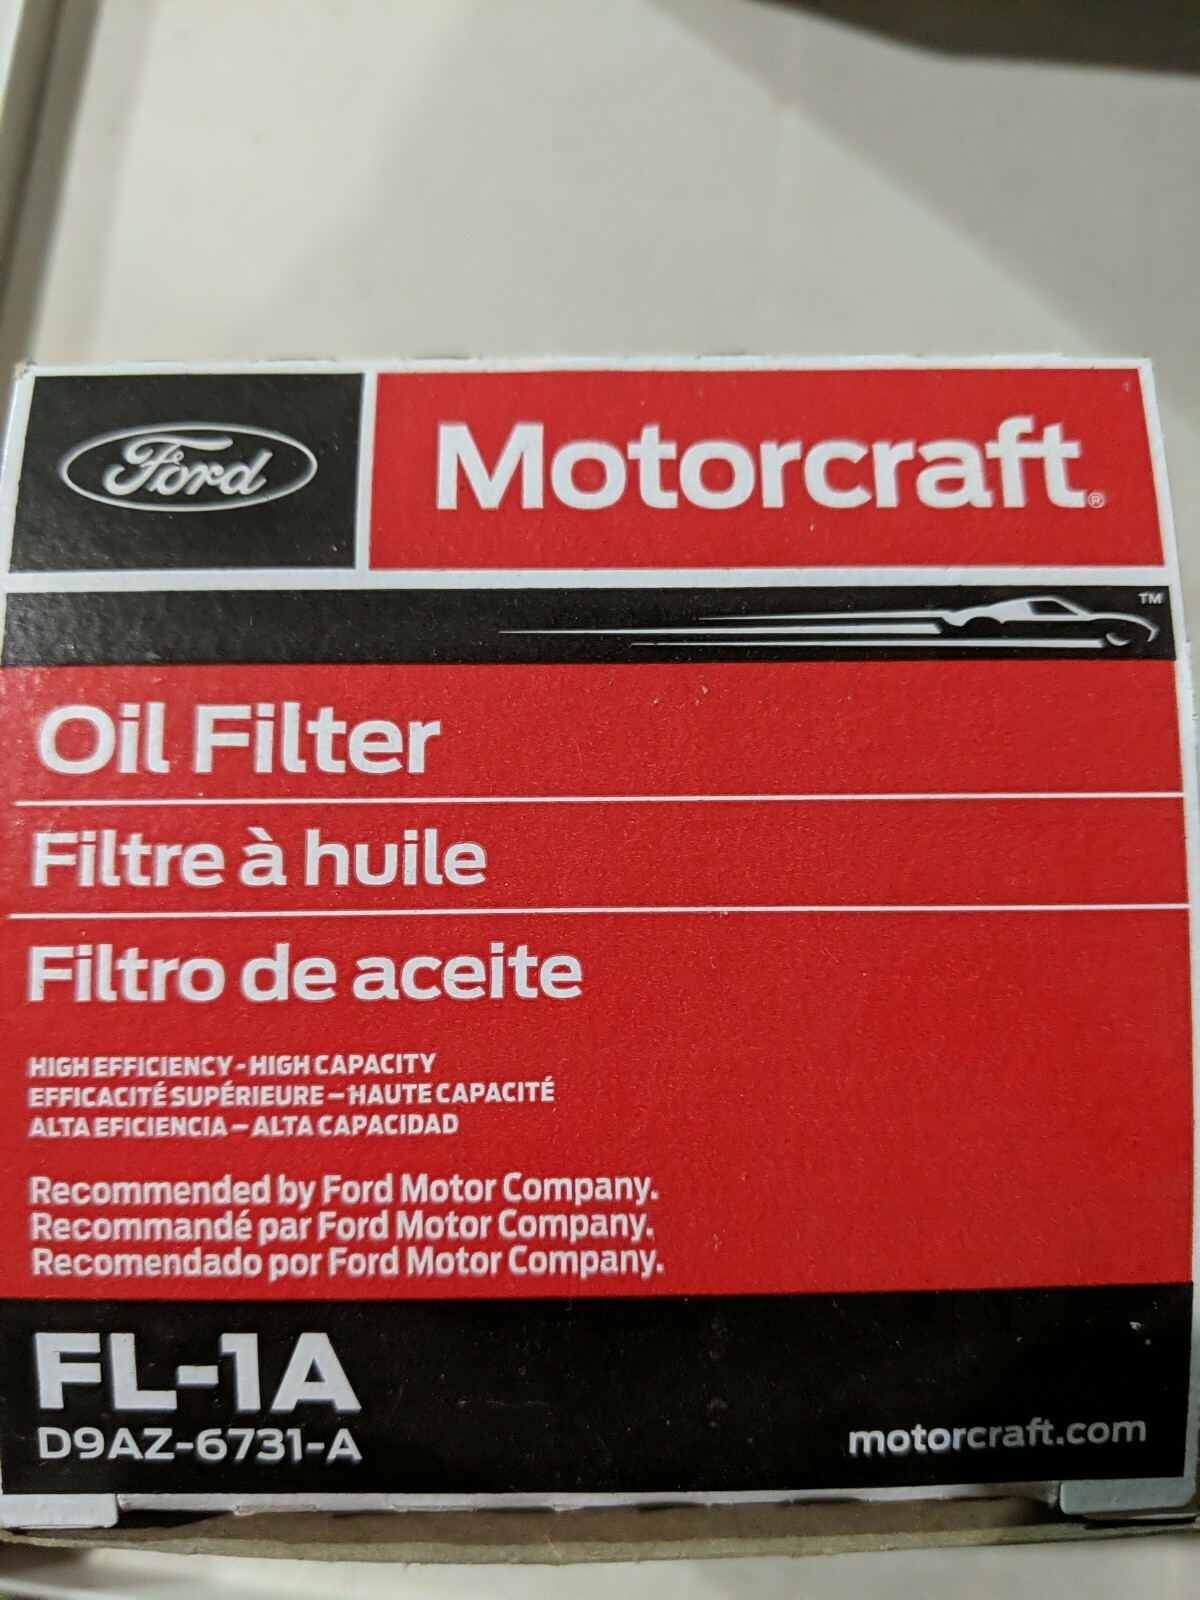 Ford
Motorcraft®
TM
Oil Filter
Filtre à huile
Filtro de aceite
HIGH EFFICIENCY - HIGH CAPACITY
EFFICACITÉ SUPÉRIEURE – HAUTE CAPACITÉ
ALTA EFICIENCIA – ALTA CAPACIDAD
Recommended by Ford Motor Company.
Recommandé par Ford Motor Company.
Recomendado por Ford Motor Company.
FL-1A
D9AZ-6731-A
motorcraft.com